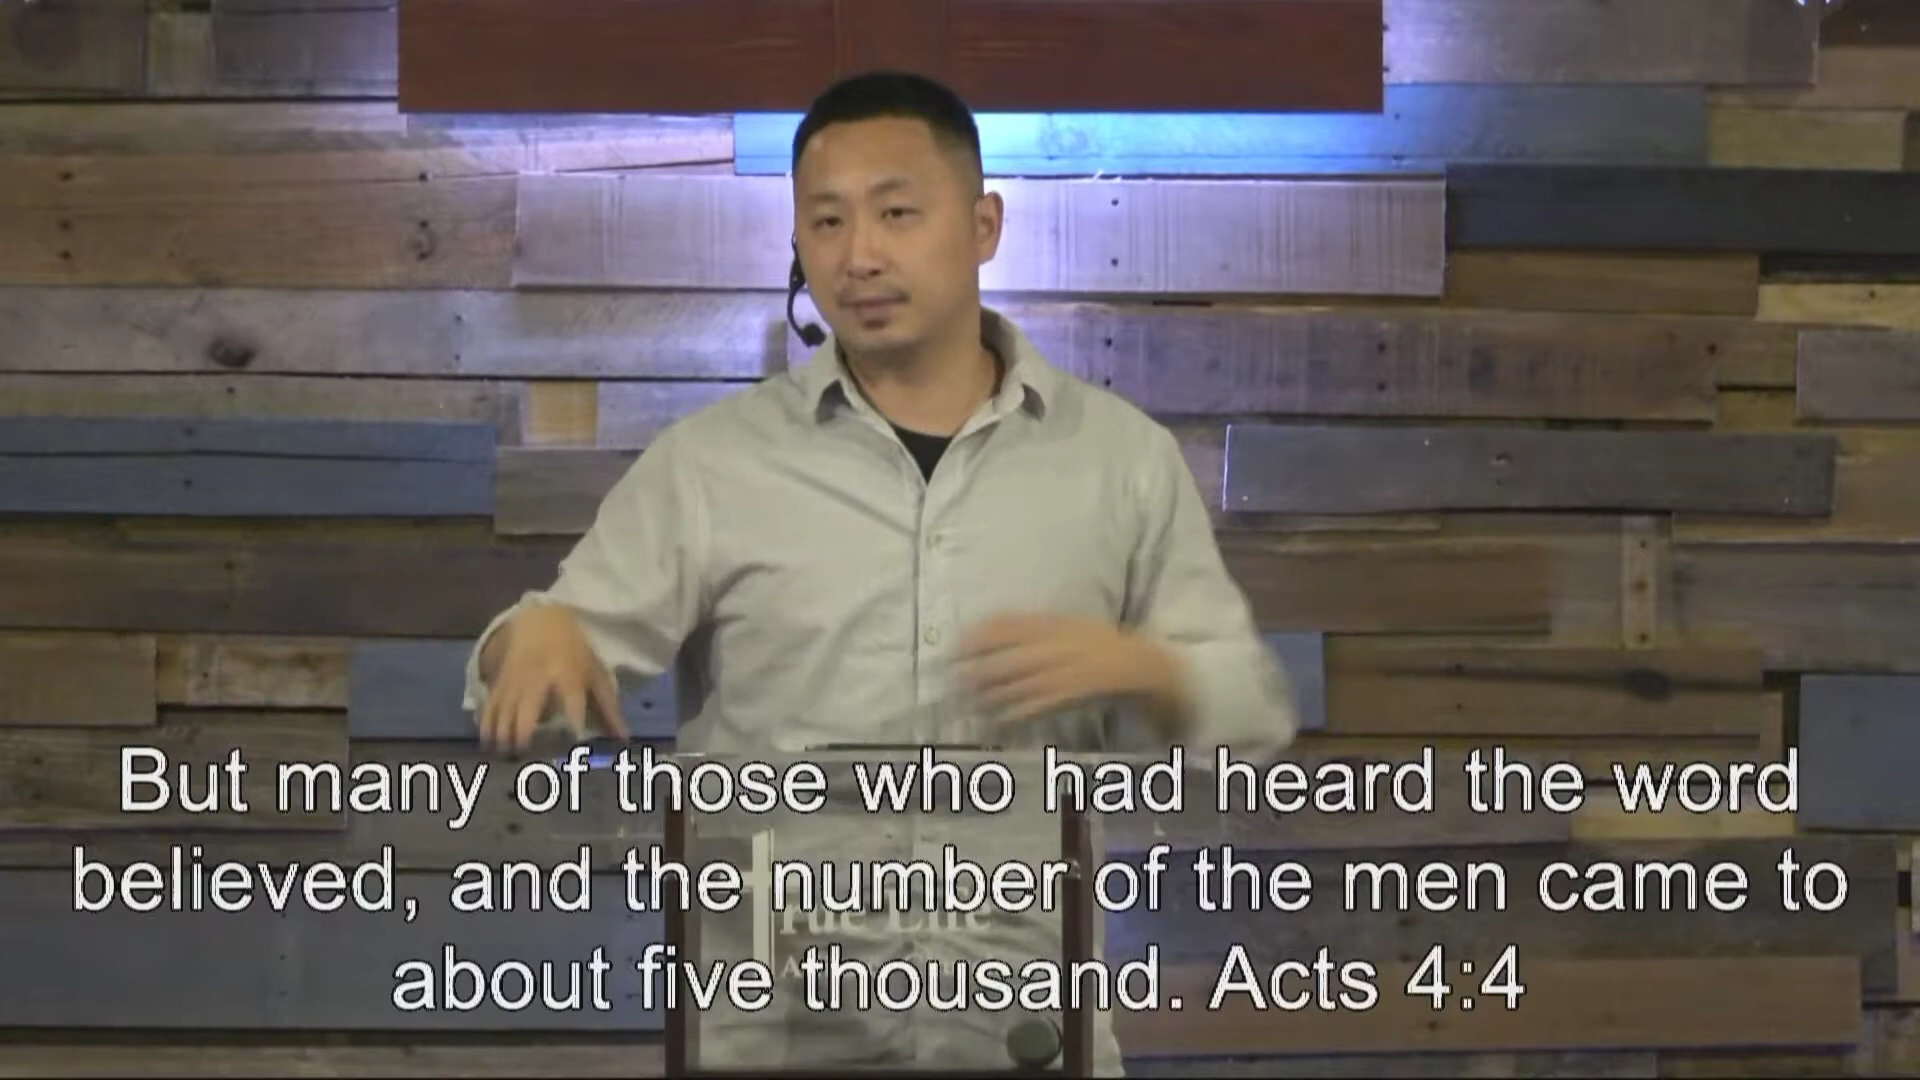 But many of those who had heard the word
believed, and the number of the men came to
about five thousand. Acts 4:4
Life